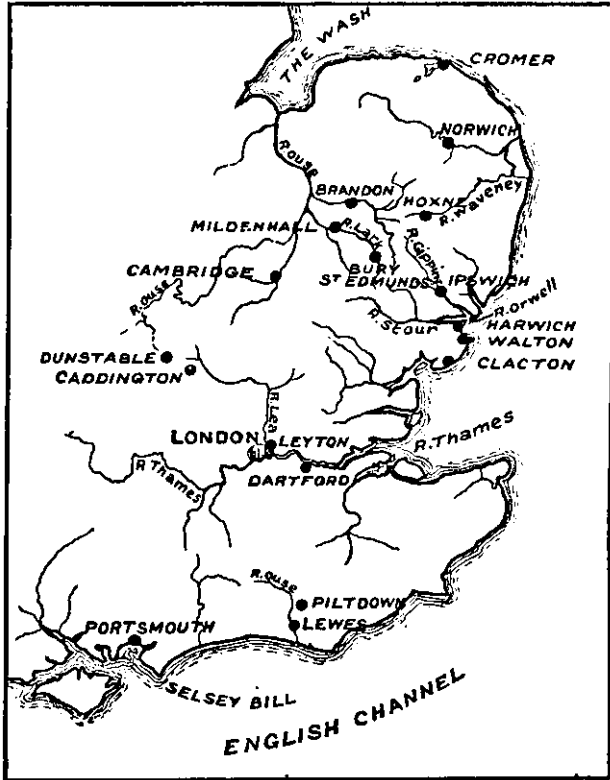 THE WASH
CROMER
NORWICH
R.OUSE
BRANDON
HOXNE
R.Waveney
MILDENHALL
R.Lark
R.Gipping
BURY
ST EDMUNDS
IPSWICH
CAMBRIDGE
R.Ouse
R.Orwell
R.Stour
HARWICH
WALTON
DUNSTABLE
CADDINGTON
CLACTON
R.Lea
LONDON
LEYTON
R.Thames
R.Thames
DARTFORD
R.OUSE
PILTDOWN
LEWES
PORTSMOUTH
SELSEY BILL
ENGLISH CHANNEL